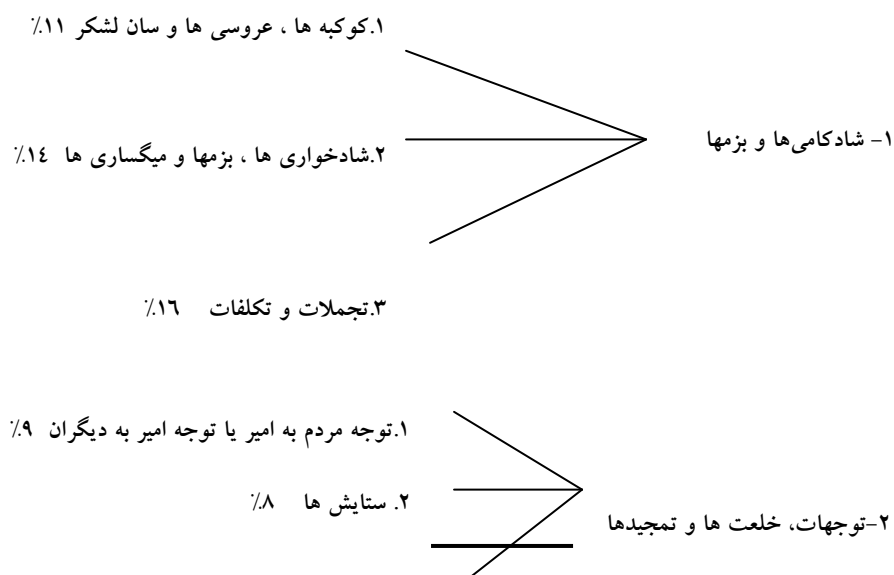 ۱.کوکبه ها ، عروسی ها و سان لشکر ۱۱٪
۱- شادکامی‌ها و بزمها
۲.شادخواری ها ، بزمها و میگساری ها ۱٤٪
۳.تجملات و تکلفات ۱٦٪
۱.توجه مردم به امیر یا توجه امیر به دیگران ۹٪
۲. ستایش ها ۸٪
۲-توجهات، خلعت ها و تمجیدها